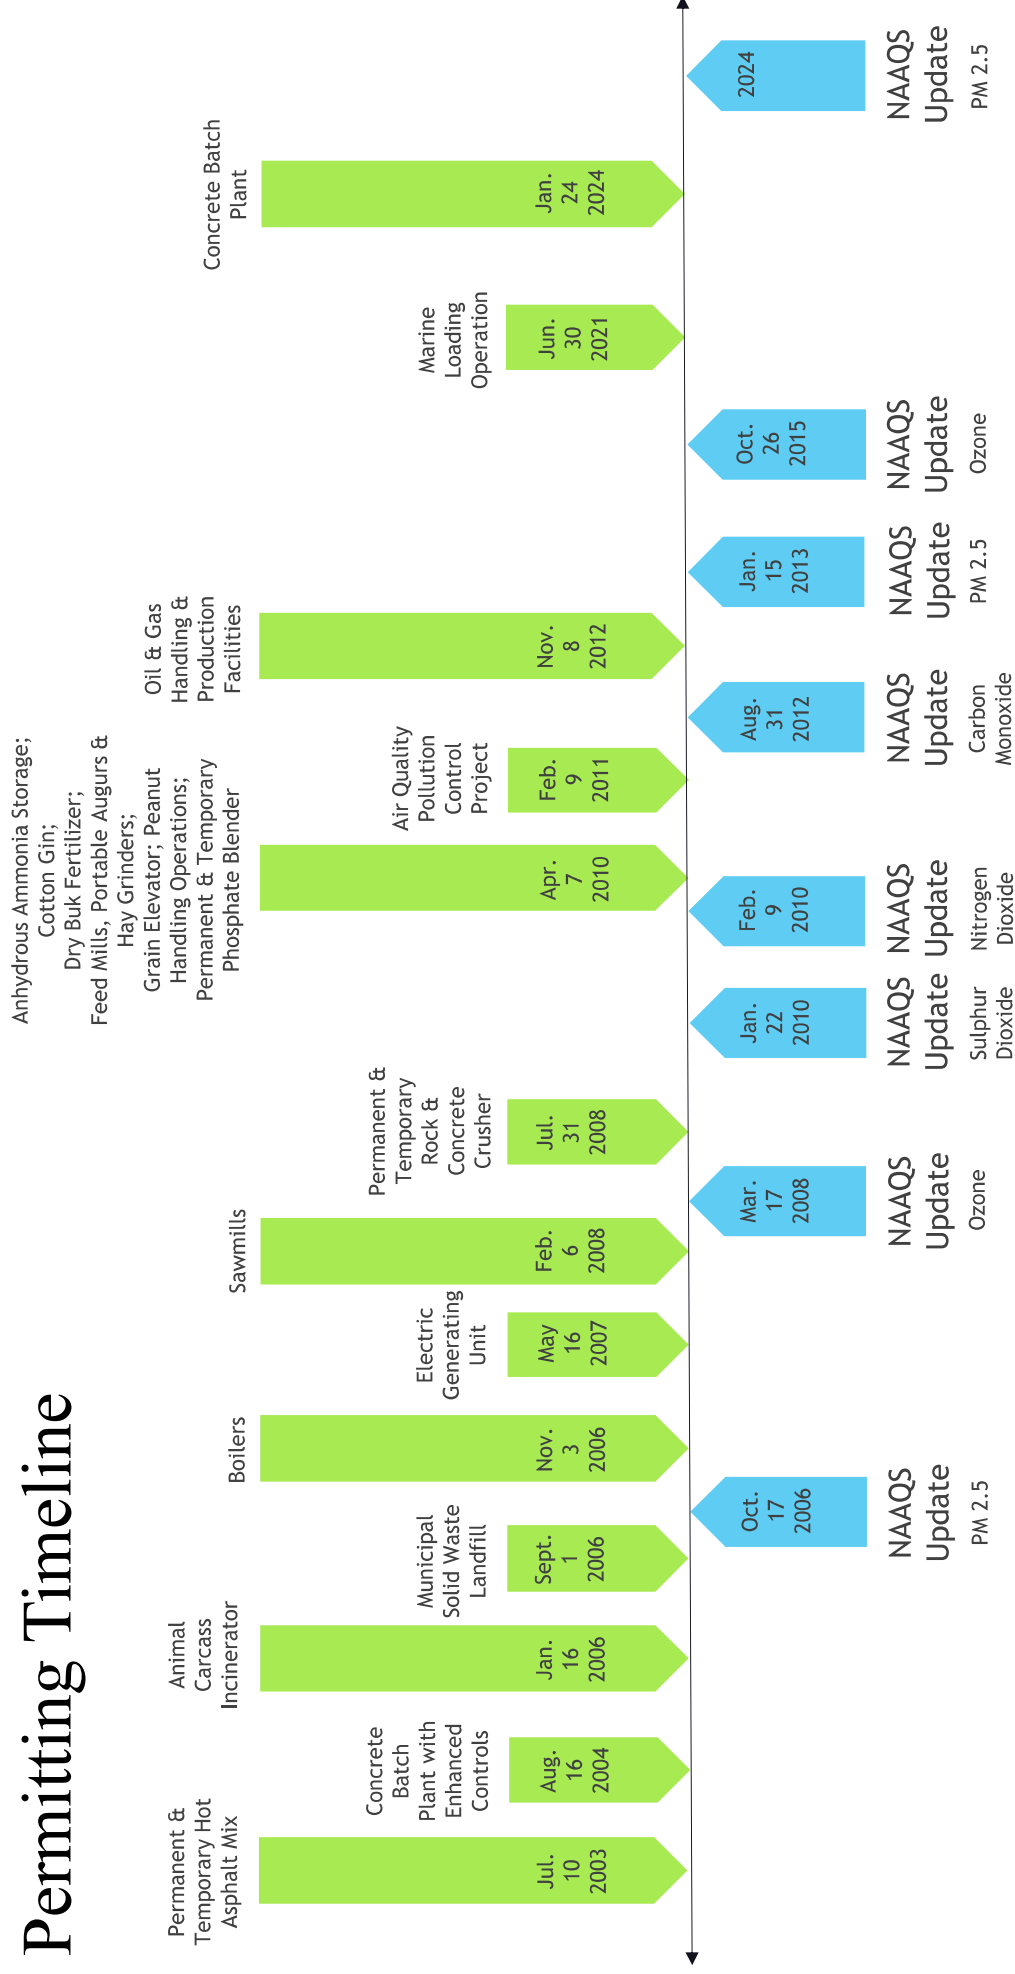 Permitting Timeline
Permanent &
Temporary Hot
Asphalt Mix
Jul.
10
2003
Concrete
Batch
Plant with
Enhanced
Controls
Aug.
16
2004
Animal
Carcass
Incinerator
Jan.
16
2006
Municipal
Solid Waste
Landfill
Sept.
1
2006
Boilers
Nov.
3
2006
Electric
Generating
Unit
May
16
2007
Sawmills
Feb.
6
2008
Permanent &
Temporary
Rock &
Concrete
Crusher
Jul.
31
2008
Anhydrous Ammonia Storage;
Cotton Gin;
Dry Buk Fertilizer;
Feed Mills, Portable Augurs &
Hay Grinders;
Grain Elevator; Peanut
Handling Operations;
Permanent & Temporary
Phosphate Blender
Apr.
7
2010
Air Quality
Pollution
Control
Project
Feb.
9
2011
Oil & Gas
Handling &
Production
Facilities
Nov.
8
2012
Marine
Loading
Operation
Jun.
30
2021
Concrete Batch
Plant
Jan.
24
2024
Oct.
17
2006
NAAQS
Update
PM 2.5
Mar.
17
2008
NAAQS
Update
Ozone
Jan.
22
2010
NAAQS
Update
Sulphur
Dioxide
Feb.
9
2010
NAAQS
Update
Nitrogen
Dioxide
Aug.
31
2012
NAAQS
Update
Carbon
Monoxide
Jan.
15
2013
NAAQS
Update
PM 2.5
Oct.
26
2015
NAAQS
Update
Ozone
2024
NAAQS
Update
PM 2.5